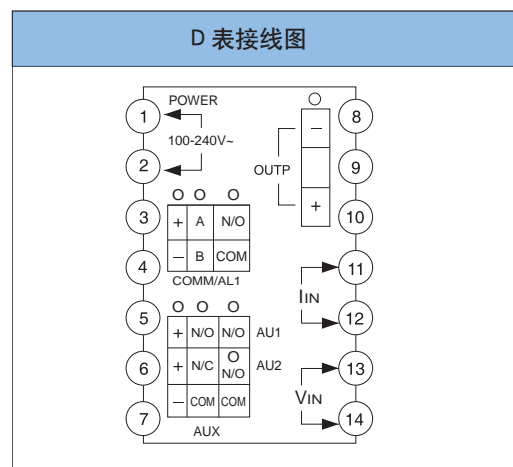 D 表接线图
1 POWER 8
100-240V~
2 OUTP − + 9
3 + A N/O 10
4 − B COM 11
COMM/AL1
IIN
5 + N/O N/O AU1 12
6 + N/C N/O AU2 13
VIN
7 − COM COM 14
AUX